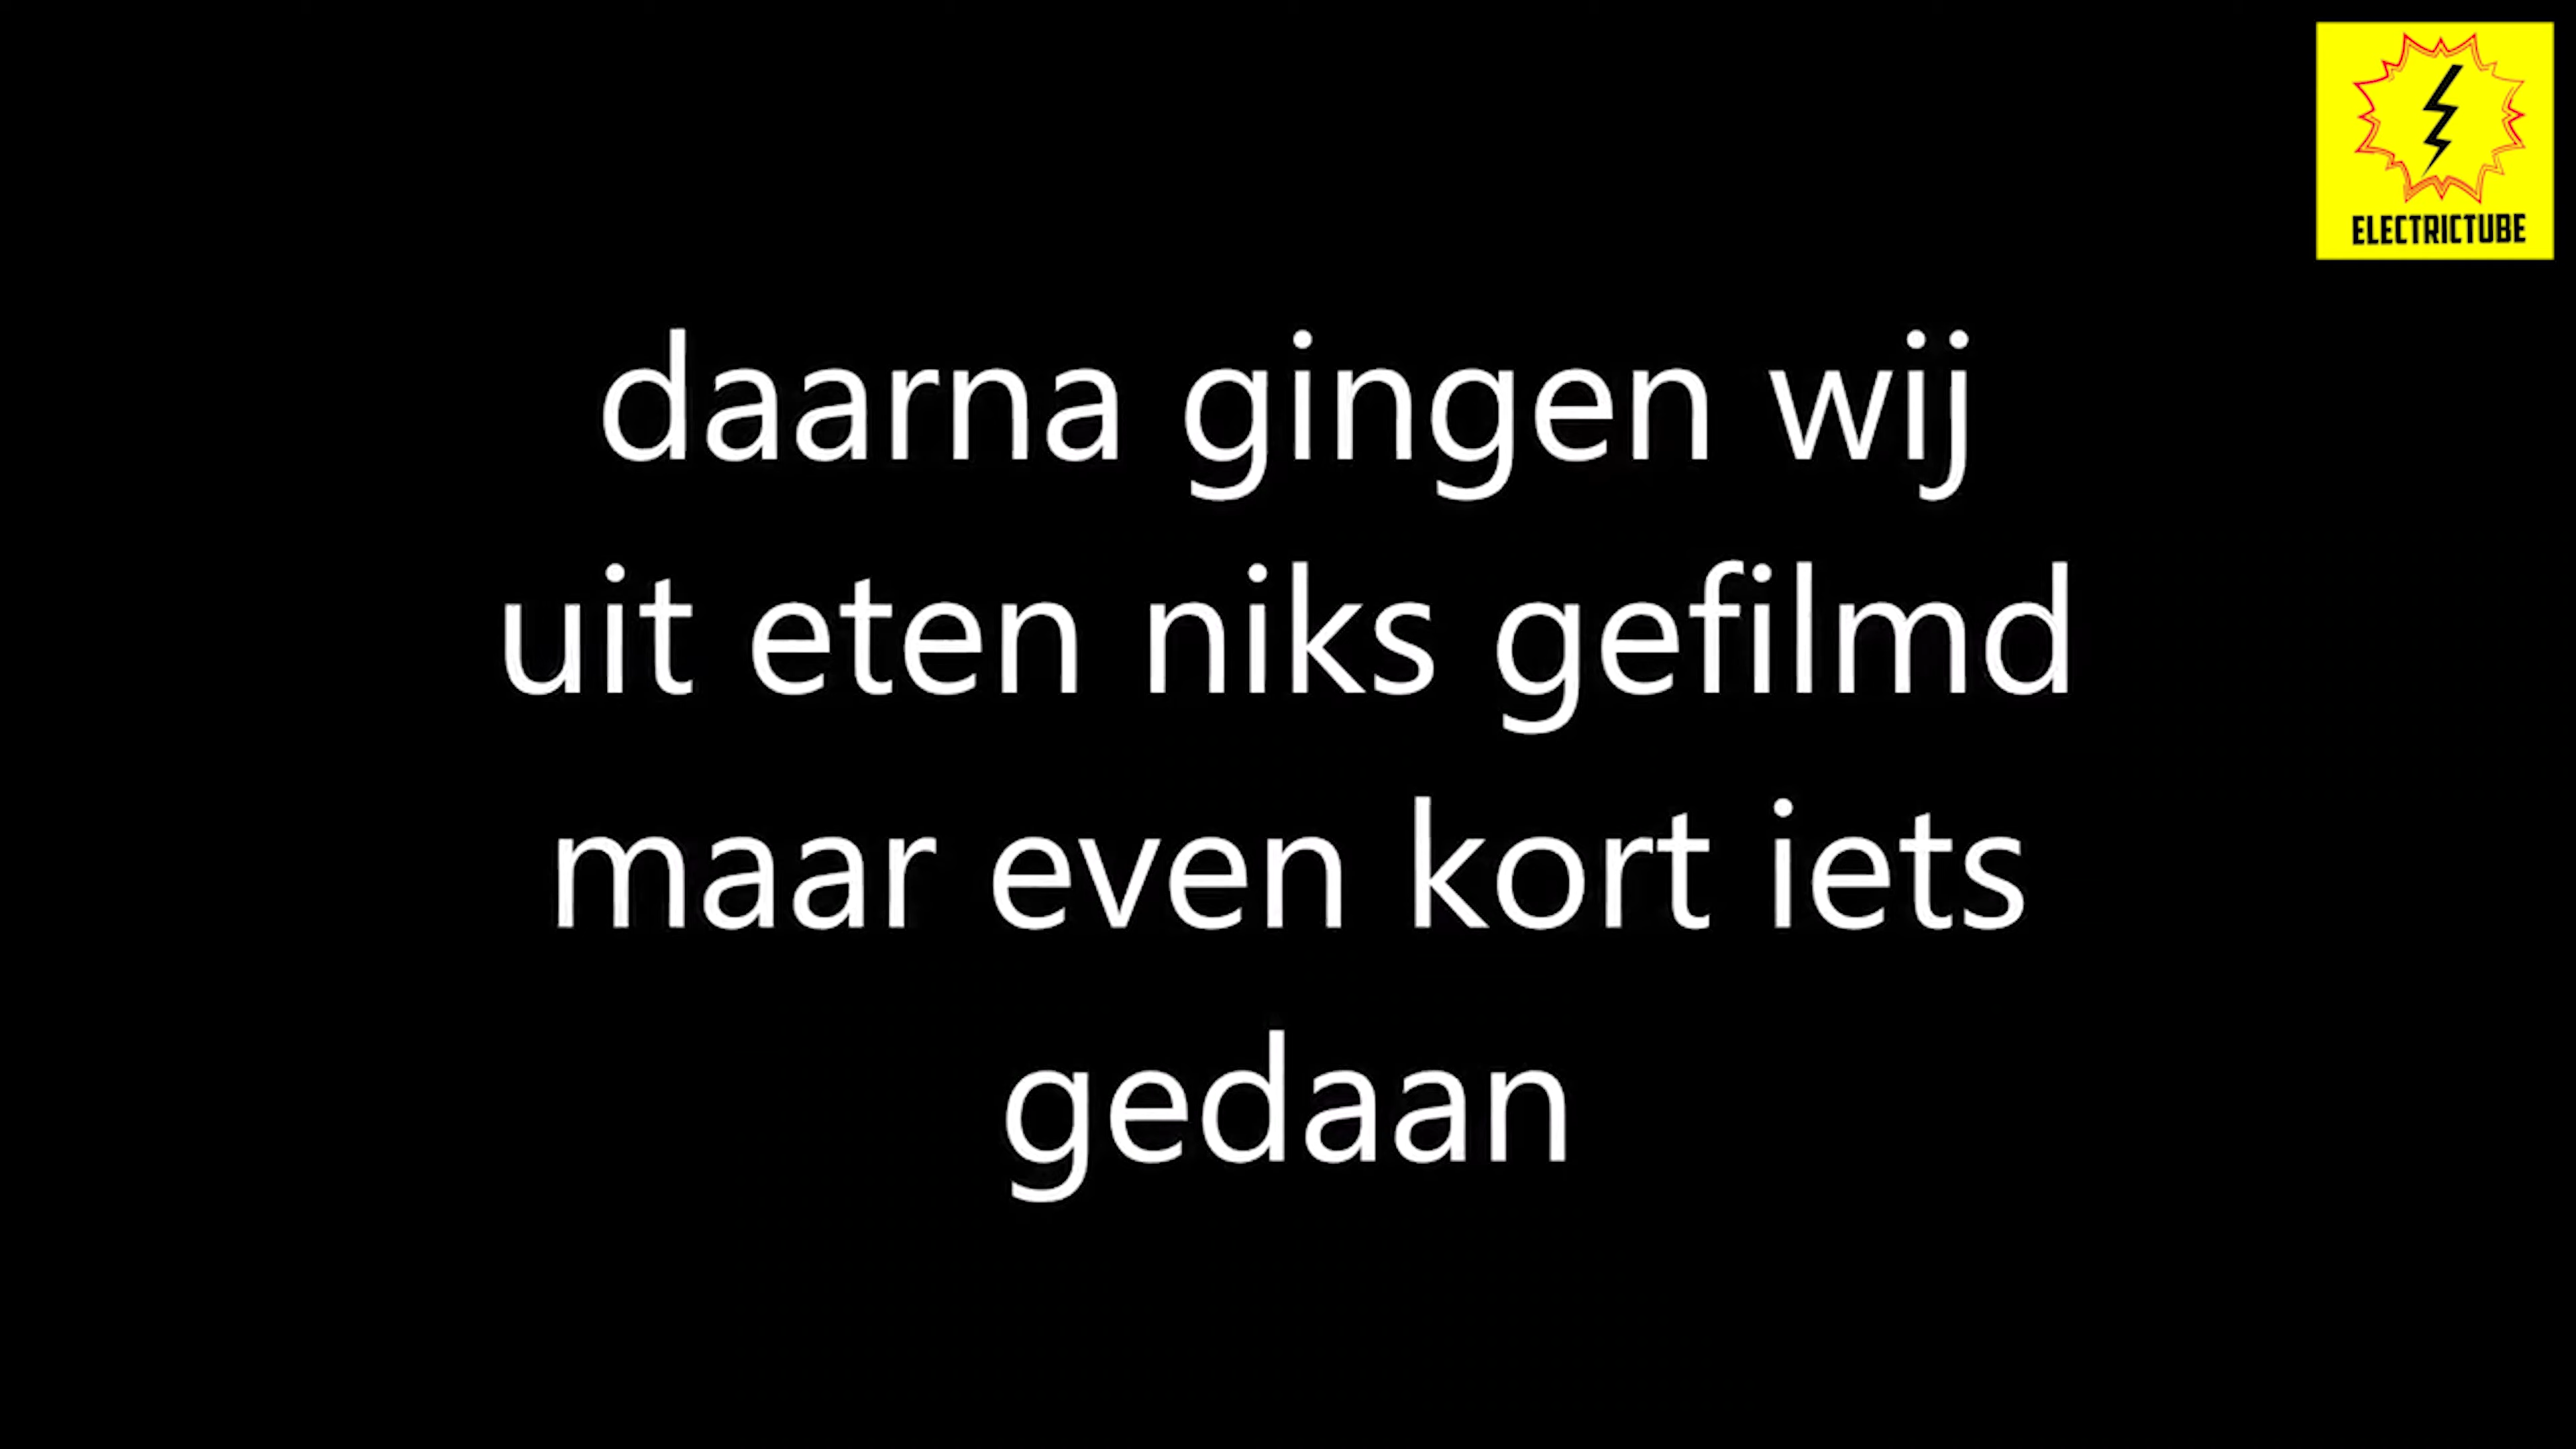 ELECTRICTUBE
daarna gingen wij
uit eten niks gefilmd
maar even kort iets
gedaan